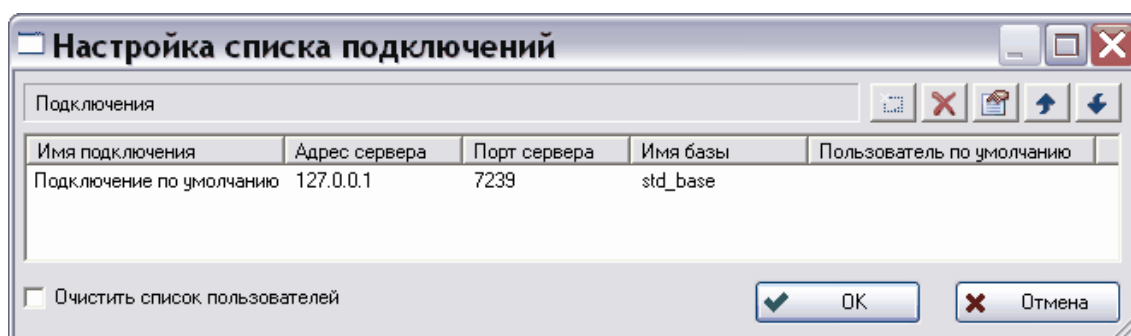 Настройка списка подключений
Подключения
Имя подключения Адрес сервера Порт сервера Имя базы Пользователь по умолчанию
Подключение по умолчанию 127.0.0.1 7239 std_base
Очистить список пользователей OK Отмена